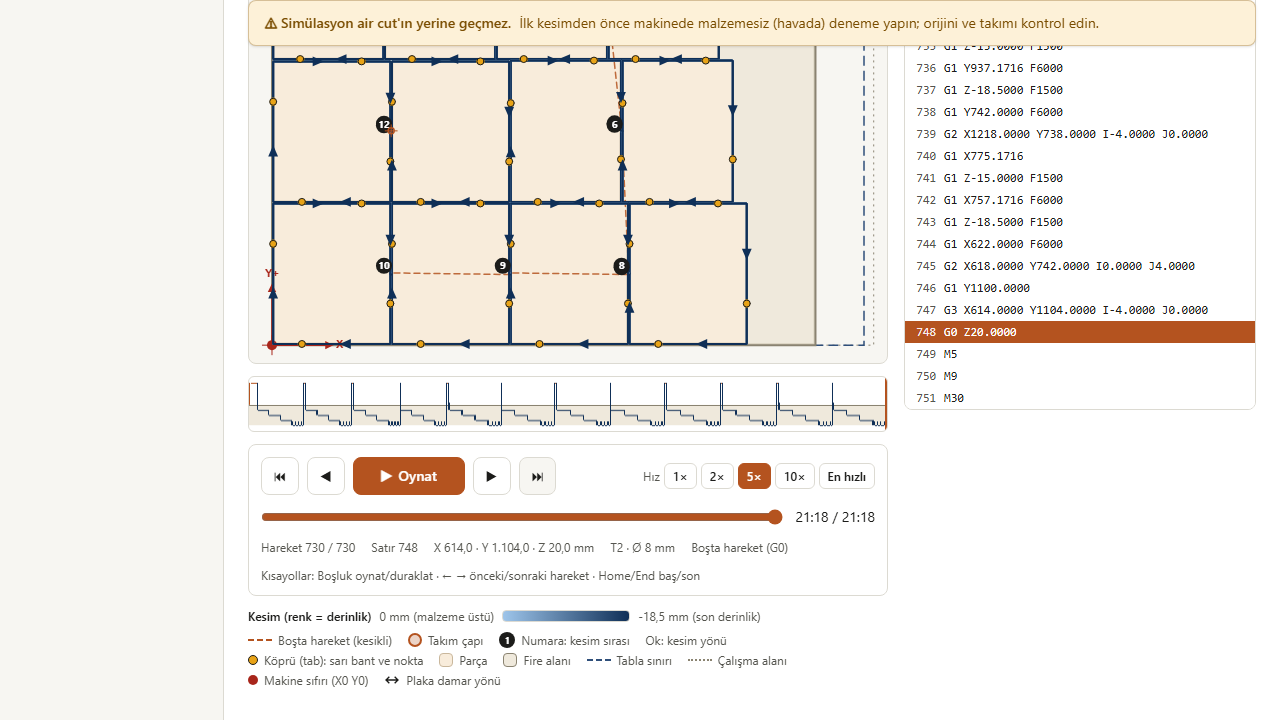 ⚠ Simülasyon air cut'ın yerine geçmez. İlk kesimden önce makinede malzemesiz (havada) deneme yapın; orijini ve takımı kontrol edin.
12
6
10
9
8
Y+
X
735 G1 Z-15.0000 F1500
736 G1 Y937.1716 F6000
737 G1 Z-18.5000 F1500
738 G1 Y742.0000 F6000
739 G2 X1218.0000 Y738.0000 I-4.0000 J0.0000
740 G1 X775.1716
741 G1 Z-15.0000 F1500
742 G1 X757.1716 F6000
743 G1 Z-18.5000 F1500
744 G1 X622.0000 F6000
745 G2 X618.0000 Y742.0000 I0.0000 J4.0000
746 G1 Y1100.0000
747 G3 X614.0000 Y1104.0000 I-4.0000 J0.0000
748 G0 Z20.0000
749 M5
750 M9
751 M30
▶ Oynat
Hız 1× 2× 5× 10× En hızlı
21:18 / 21:18
Hareket 730 / 730 Satır 748 X 614,0 · Y 1.104,0 · Z 20,0 mm T2 · Ø 8 mm Boşta hareket (G0)
Kısayollar: Boşluk oynat/duraklat · ← → önceki/sonraki hareket · Home/End baş/son
Kesim (renk = derinlik) 0 mm (malzeme üstü) -18,5 mm (son derinlik)
Boşta hareket (kesikli) Takım çapı 1 Numara: kesim sırası Ok: kesim yönü
Köprü (tab): sarı bant ve nokta Parça Fire alanı Tabla sınırı Çalışma alanı
Makine sıfırı (X0 Y0) ↔ Plaka damar yönü